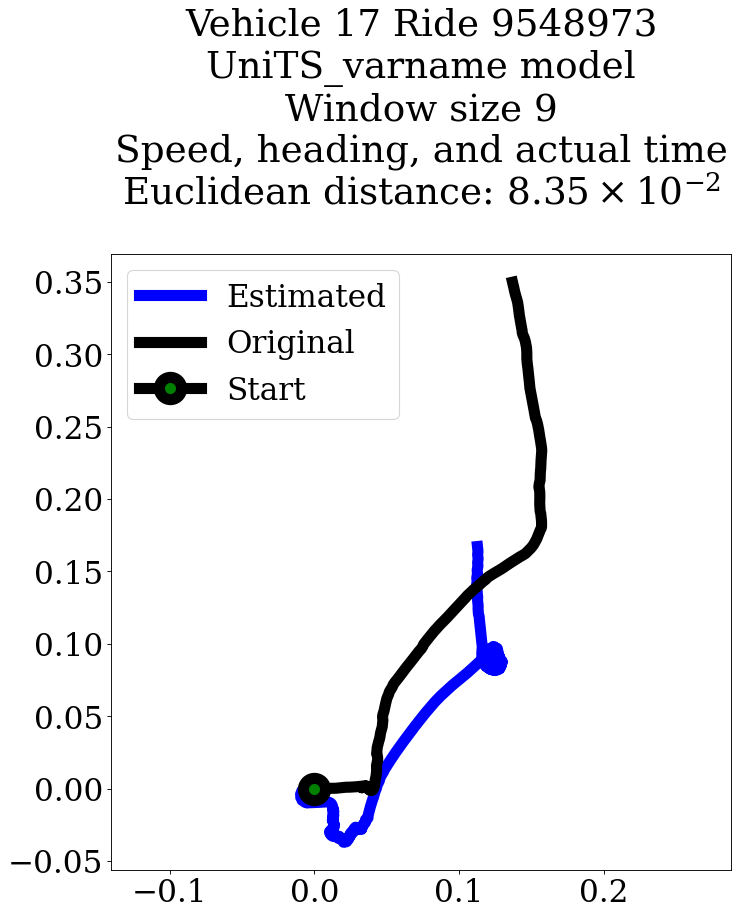 Vehicle 17 Ride 9548973
UniTS_varname model
Window size 9
Speed, heading, and actual time
Euclidean distance: 8.35 × 10⁻²
Estimated
Original
Start
0.35
0.30
0.25
0.20
0.15
0.10
0.05
0.00
−0.05
−0.1
0.0
0.1
0.2